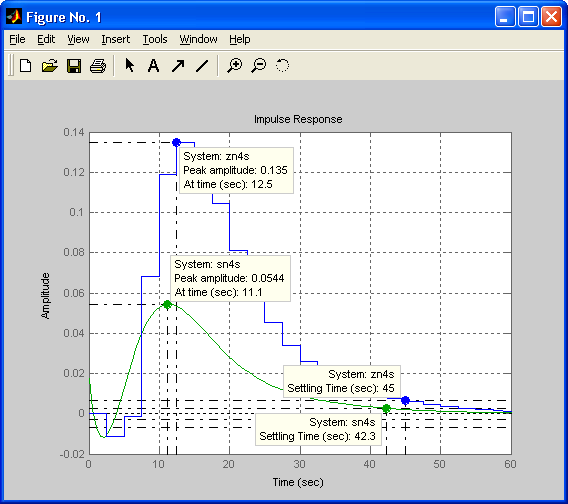 Figure No. 1
File Edit View Insert Tools Window Help
A
Impulse Response
0.14
0.12
0.1
0.08
0.06
0.04
0.02
0
-0.02
Amplitude
System: zn4s
Peak amplitude: 0.135
At time (sec): 12.5
System: sn4s
Peak amplitude: 0.0544
At time (sec): 11.1
System: zn4s
Settling Time (sec): 45
System: sn4s
Settling Time (sec): 42.3
0 10 20 30 40 50 60
Time (sec)